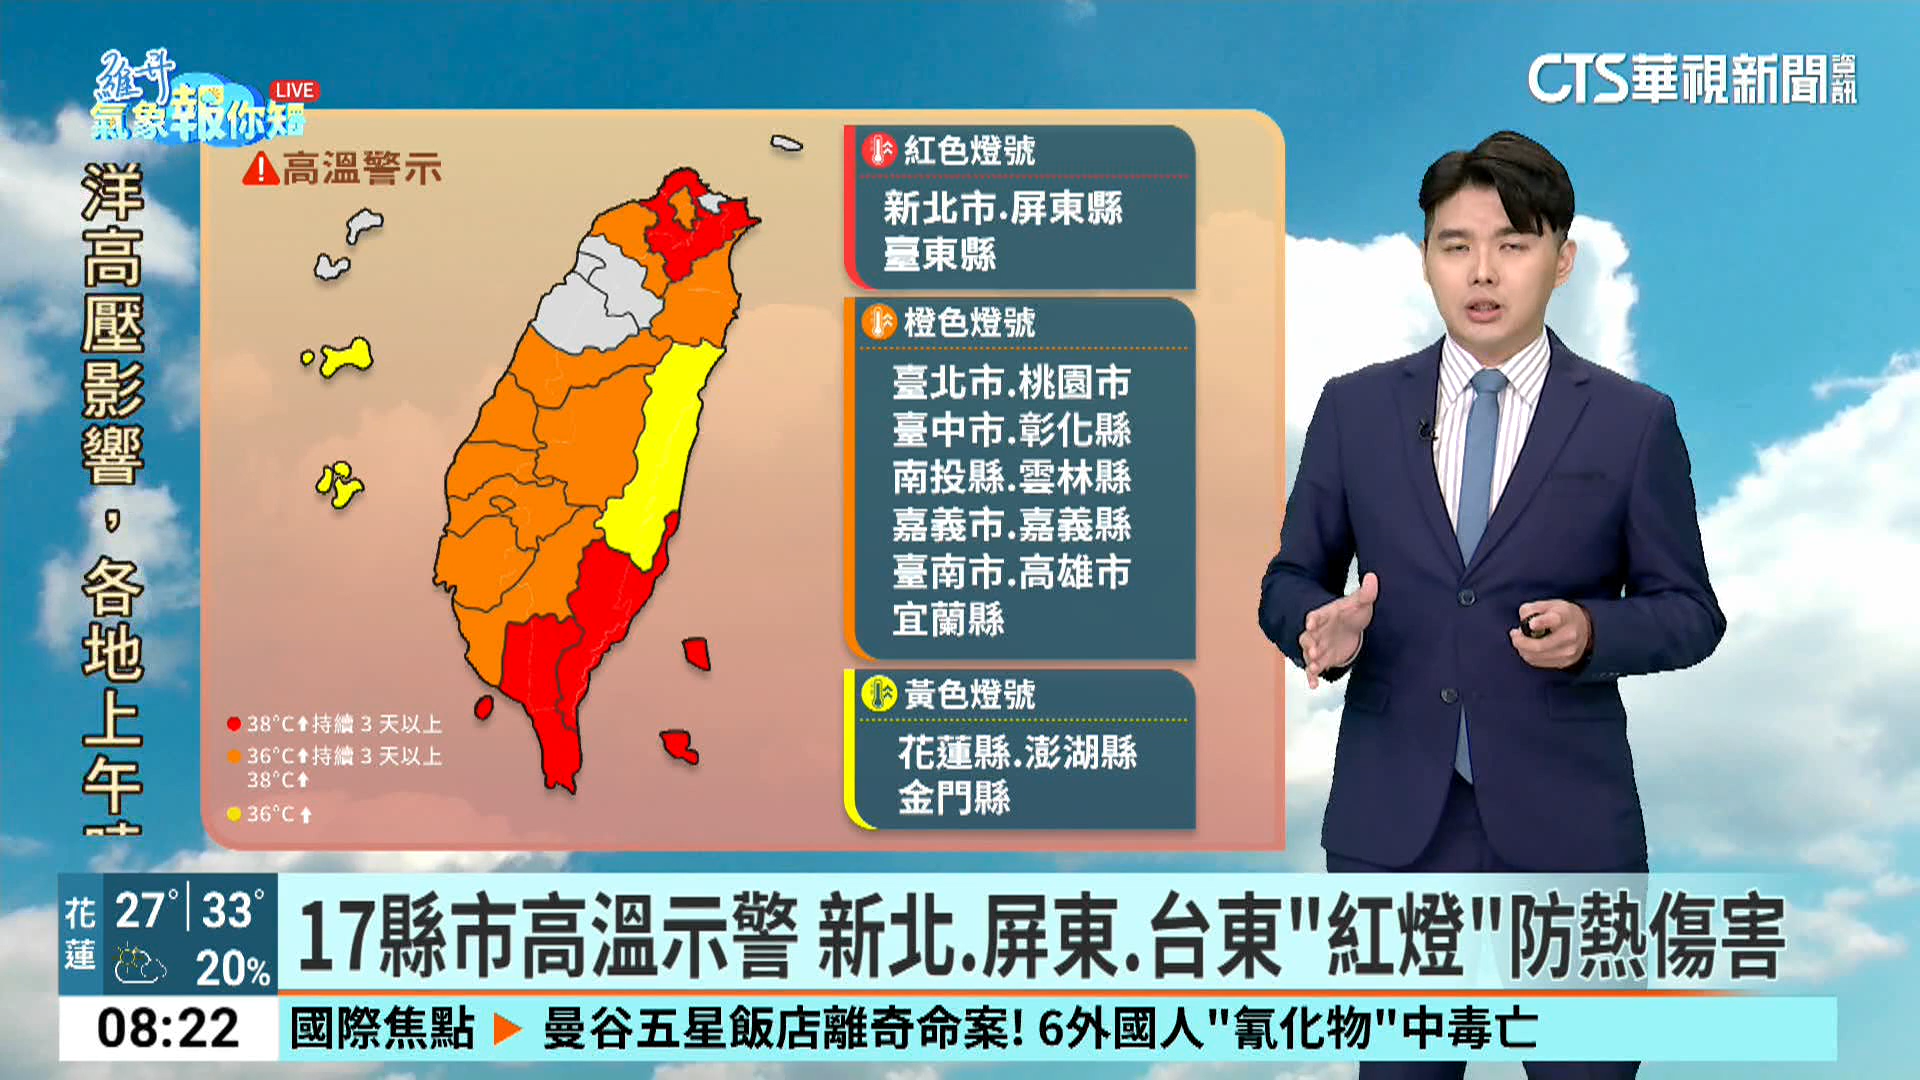 羅哥
氣象報你知
LIVE
CTS華視新聞資訊
洋高壓影響，各地上午
高溫警示
38°C⬆持續 3 天以上
36°C⬆持續 3 天以上
38°C⬆
36°C⬆
紅色燈號
新北市.屏東縣
臺東縣
橙色燈號
臺北市.桃園市
臺中市.彰化縣
南投縣.雲林縣
嘉義市.嘉義縣
臺南市.高雄市
宜蘭縣
黃色燈號
花蓮縣.澎湖縣
金門縣
花蓮
27° 33°
20%
17縣市高溫示警 新北.屏東.台東"紅燈"防熱傷害
08:22
國際焦點 ▶ 曼谷五星飯店離奇命案! 6外國人"氰化物"中毒亡